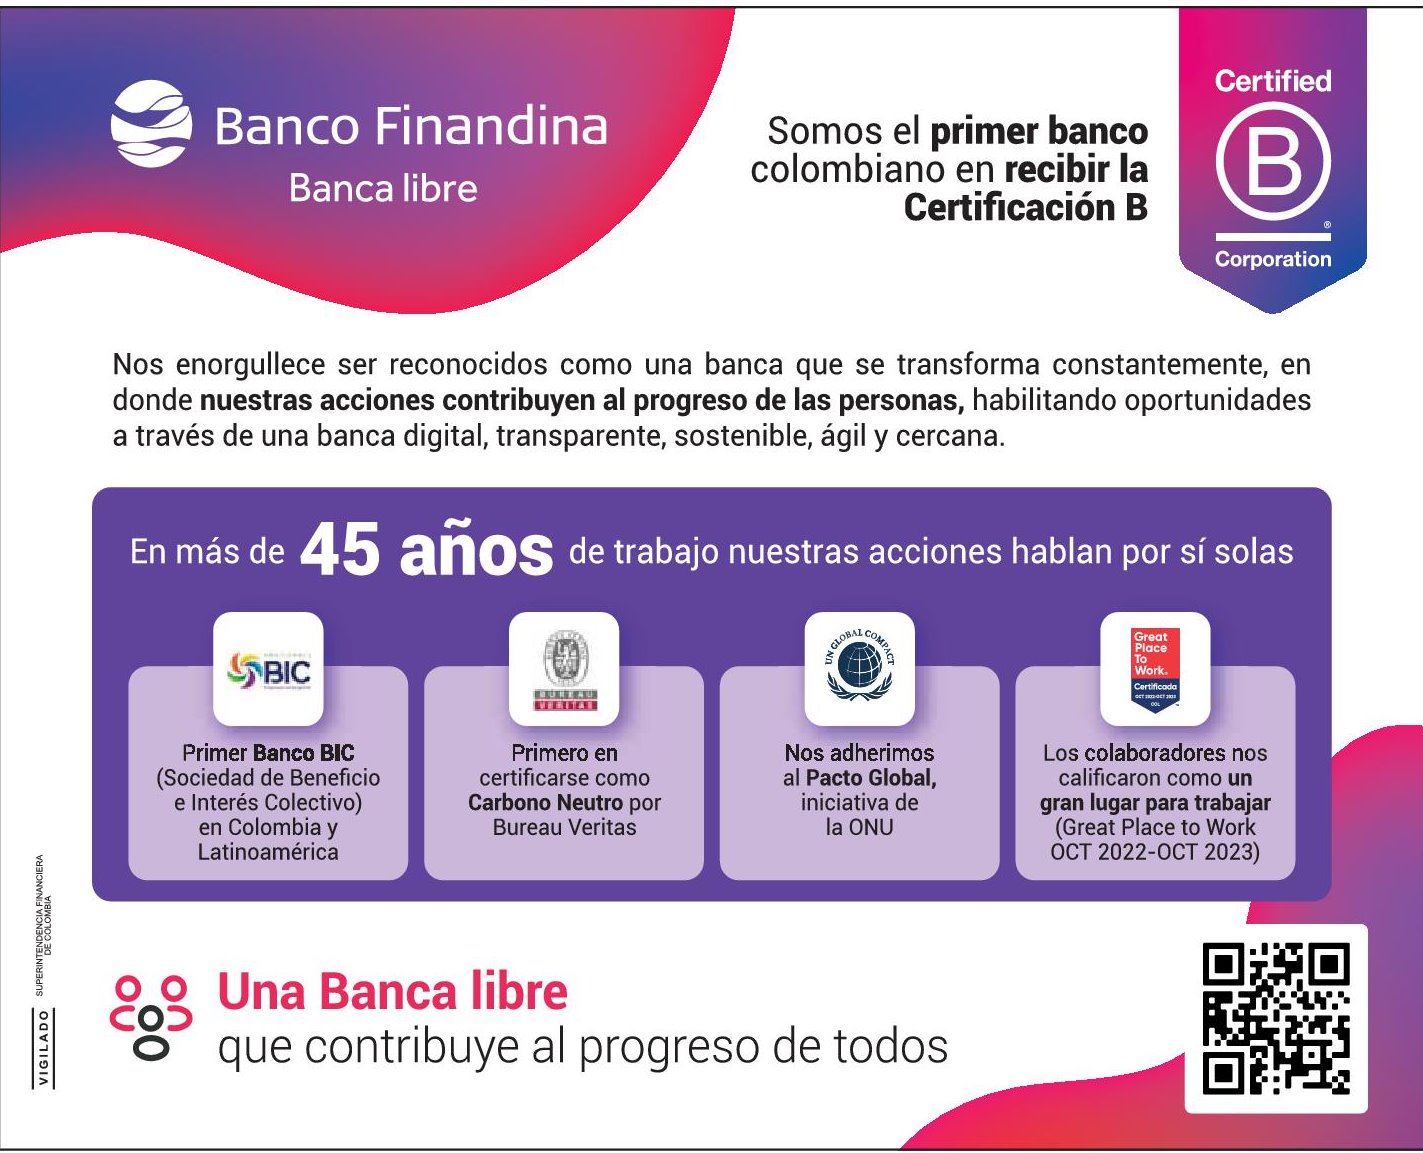 Banco Finandina
Banca libre
Somos el primer banco
colombiano en recibir la
Certificación B
Certified
B
®
Corporation
Nos enorgullece ser reconocidos como una banca que se transforma constantemente, en
donde nuestras acciones contribuyen al progreso de las personas, habilitando oportunidades
a través de una banca digital, transparente, sostenible, ágil y cercana.
En más de 45 años de trabajo nuestras acciones hablan por sí solas
BIC
Primer Banco BIC
(Sociedad de Beneficio
e Interés Colectivo)
en Colombia y
Latinoamérica
BUREAU
VERITAS
Primero en
certificarse como
Carbono Neutro por
Bureau Veritas
UN GLOBAL COMPACT
Nos adherimos
al Pacto Global,
iniciativa de
la ONU
Great
Place
To
Work.
Certificada
OCT 2022-OCT 2023
COL
Los colaboradores nos
calificaron como un
gran lugar para trabajar
(Great Place to Work
OCT 2022-OCT 2023)
Una Banca libre
que contribuye al progreso de todos
VIGILADO
SUPERINTENDENCIA FINANCIERA
DE COLOMBIA